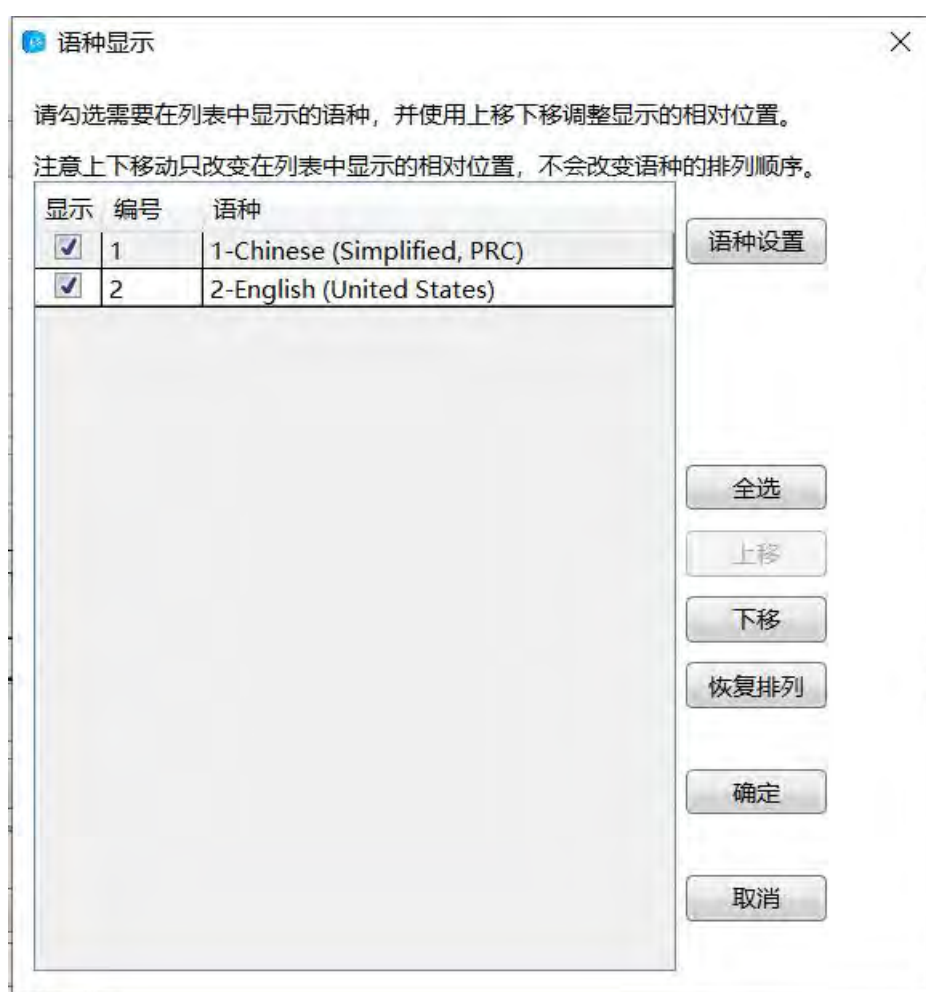 语种显示
请勾选需要在列表中显示的语种，并使用上移下移调整显示的相对位置。
注意上下移动只改变在列表中显示的相对位置，不会改变语种的排列顺序。
显示 编号 语种
1 1-Chinese (Simplified, PRC)
2 2-English (United States)
语种设置
全选
上移
下移
恢复排列
确定
取消